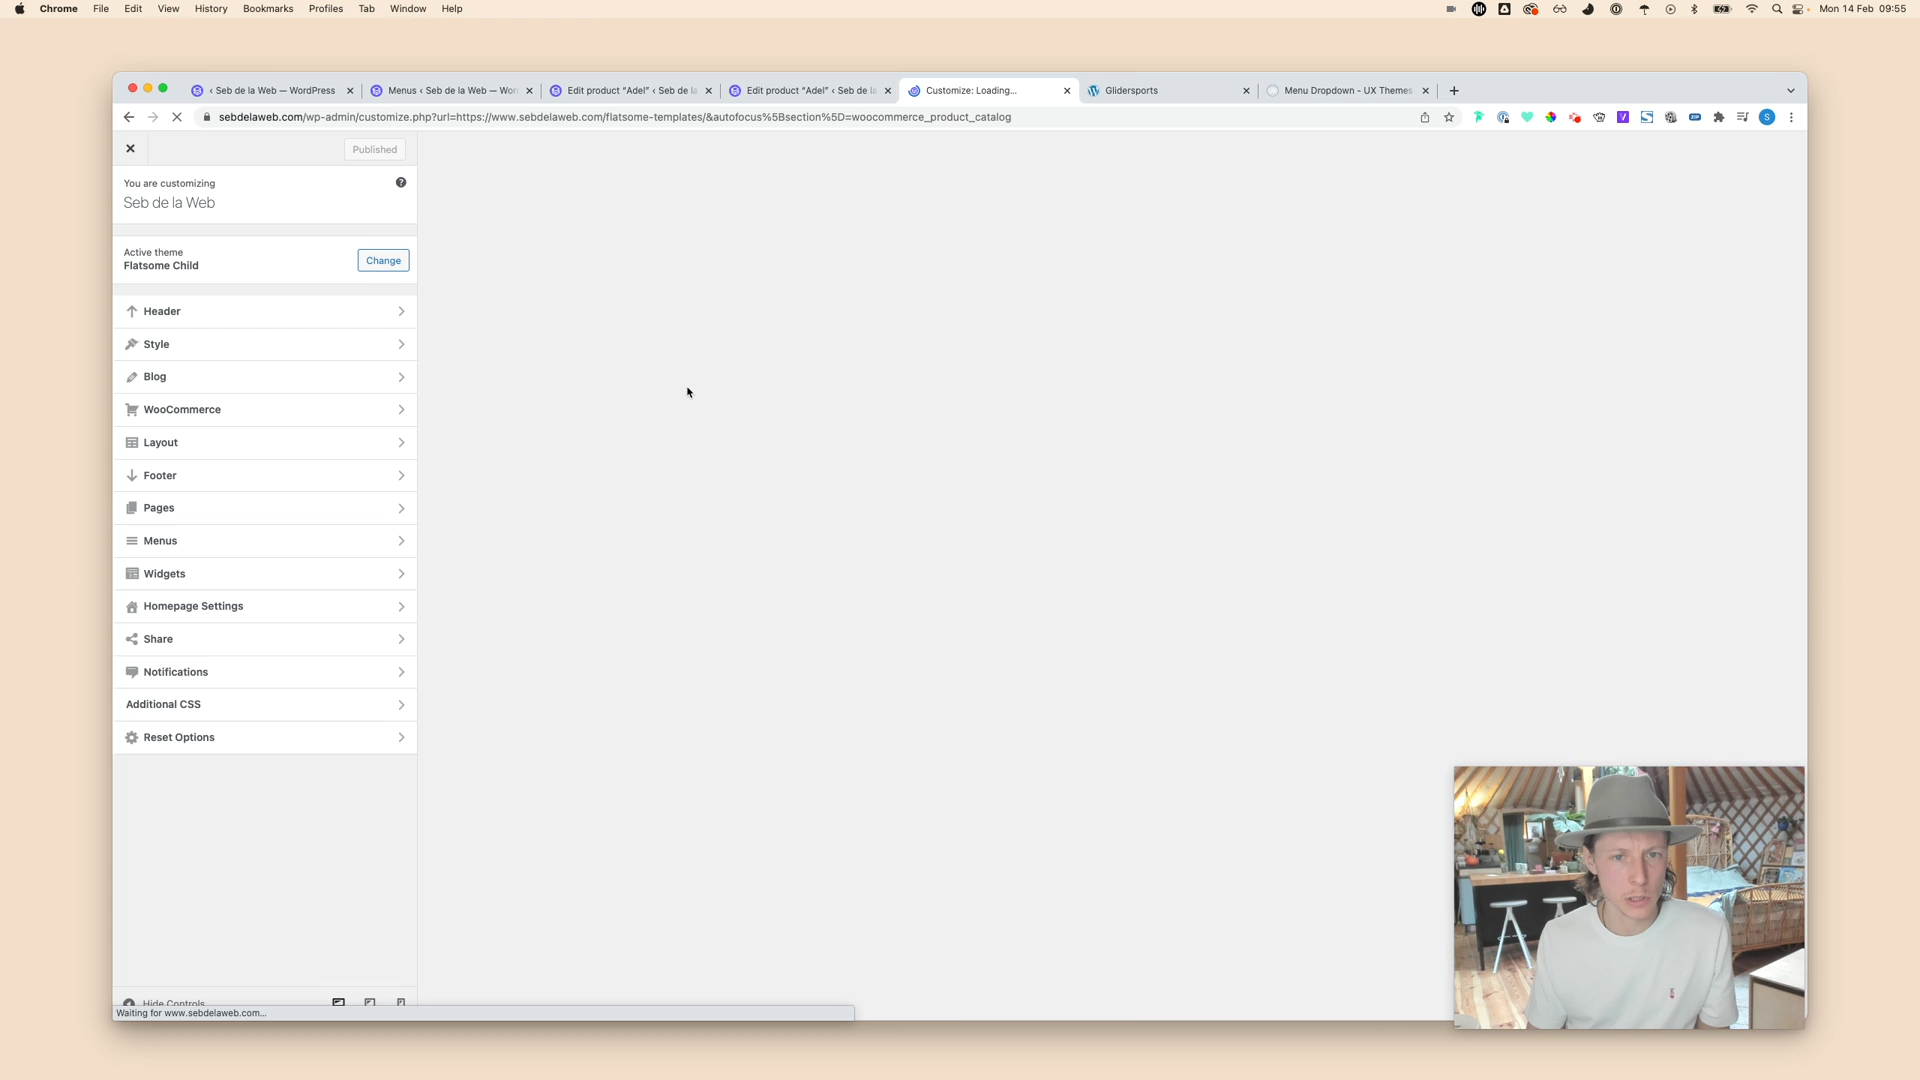 Chrome File Edit View History Bookmarks Profiles Tab Window Help Mon 14 Feb 09:55
‹ Seb de la Web — WordPress Menus ‹ Seb de la Web — Wor Edit product “Adel” ‹ Seb de la Edit product “Adel” ‹ Seb de la Customize: Loading... Glidersports Menu Dropdown - UX Themes
sebdelaweb.com/wp-admin/customize.php?url=https://www.sebdelaweb.com/flatsome-templates/&autofocus%5Bsection%5D=woocommerce_product_catalog
Published
You are customizing
Seb de la Web
Active theme
Flatsome Child
Change
Header
Style
Blog
WooCommerce
Layout
Footer
Pages
Menus
Widgets
Homepage Settings
Share
Notifications
Additional CSS
Reset Options
Hide Controls
Waiting for www.sebdelaweb.com...